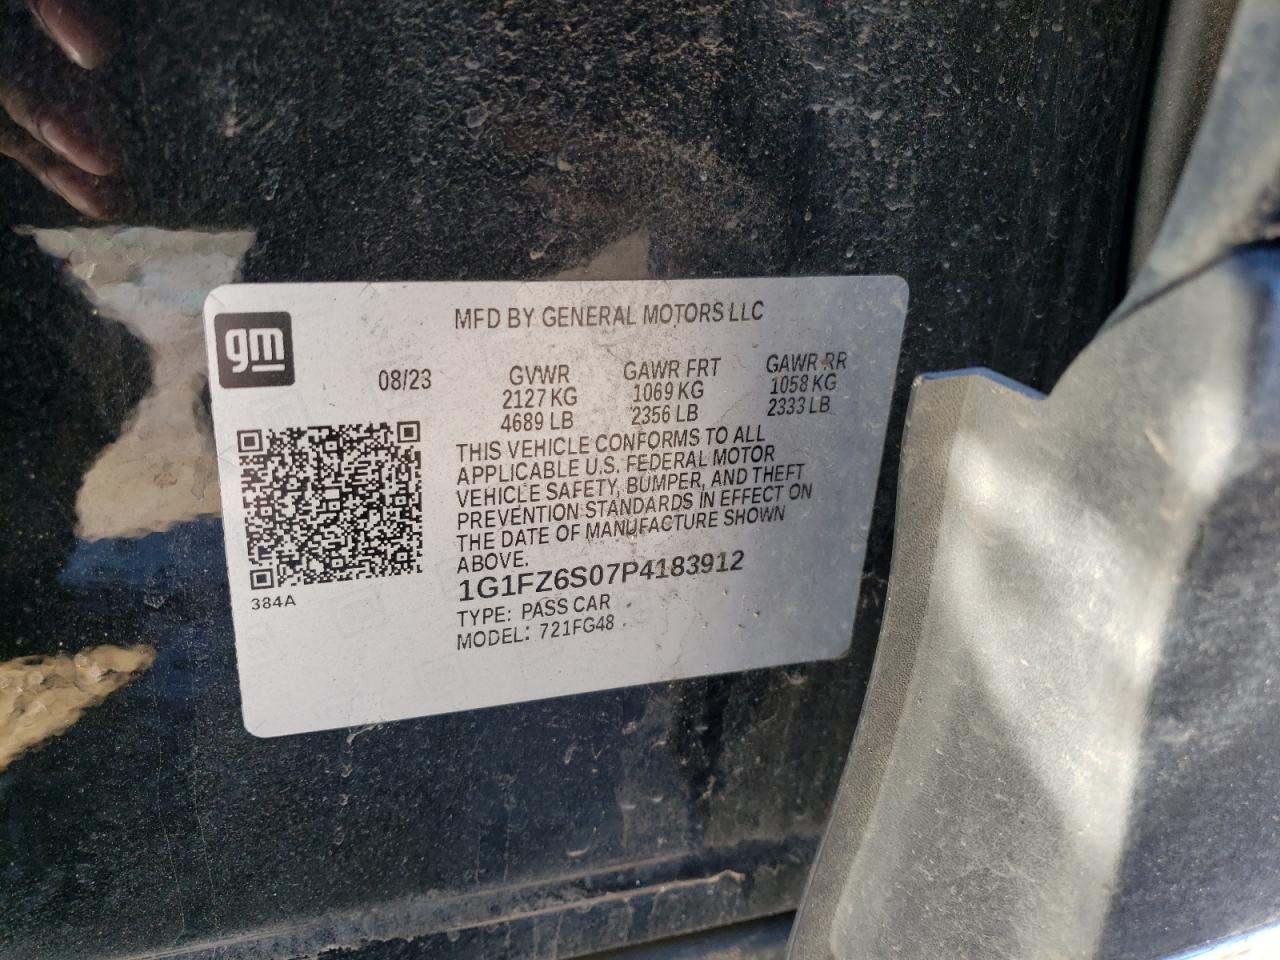 gm
MFD BY GENERAL MOTORS LLC
08/23
GVWR GAWR FRT GAWR RR
2127 KG 1069 KG 1058 KG
4689 LB 2356 LB 2333 LB
THIS VEHICLE CONFORMS TO ALL
APPLICABLE U.S. FEDERAL MOTOR
VEHICLE SAFETY, BUMPER, AND THEFT
PREVENTION STANDARDS IN EFFECT ON
THE DATE OF MANUFACTURE SHOWN
ABOVE.
1G1FZ6S07P4183912
384A
TYPE: PASS CAR
MODEL: 721FG48